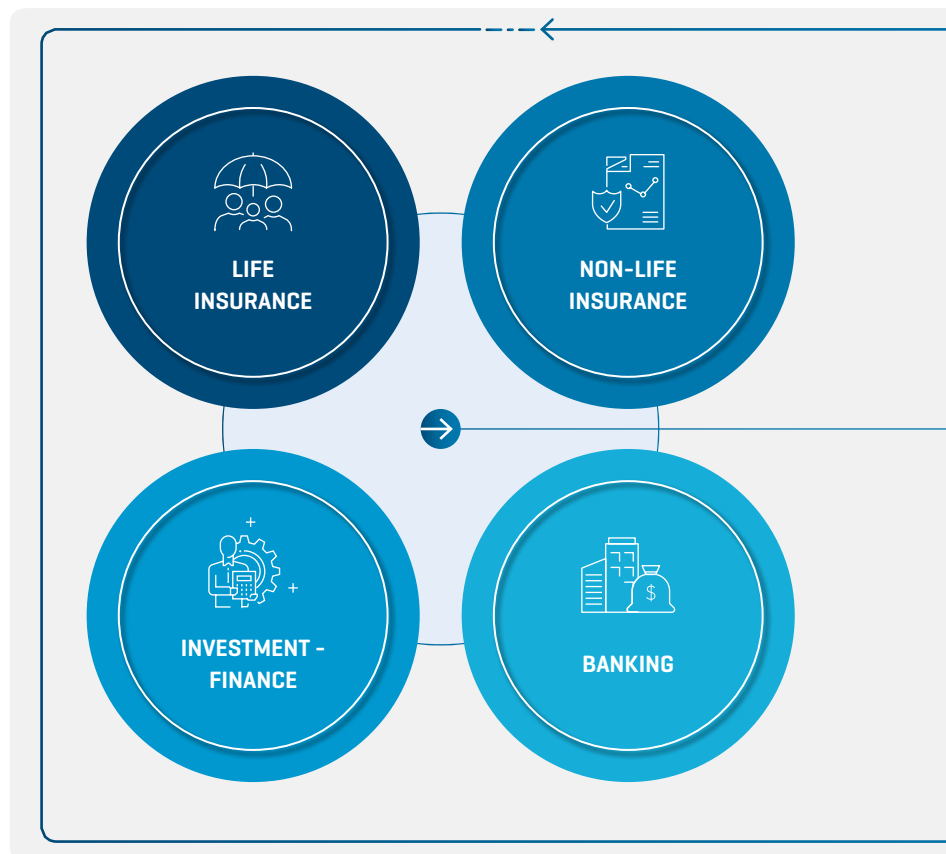 LIFE
INSURANCE
NON-LIFE
INSURANCE
INVESTMENT -
FINANCE
$
BANKING